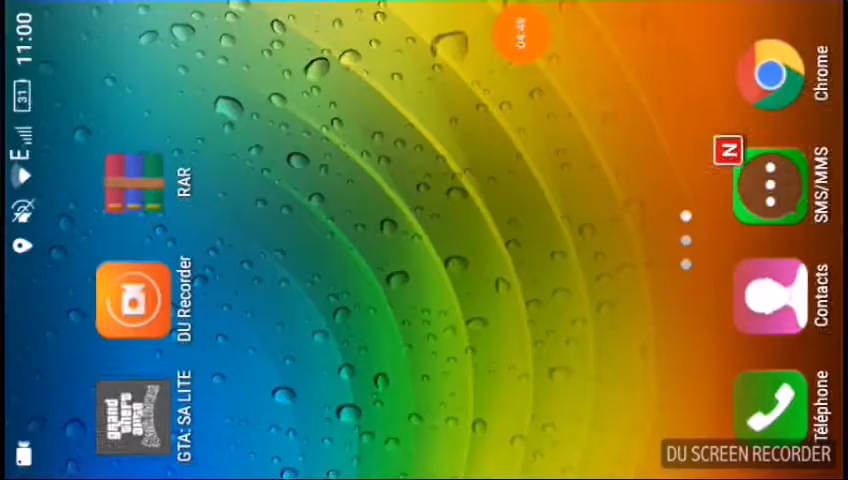 E 31 11:00
04:48
GTA: SA LITE
DU Recorder
RAR
N
Téléphone
Contacts
SMS/MMS
Chrome
DU SCREEN RECORDER